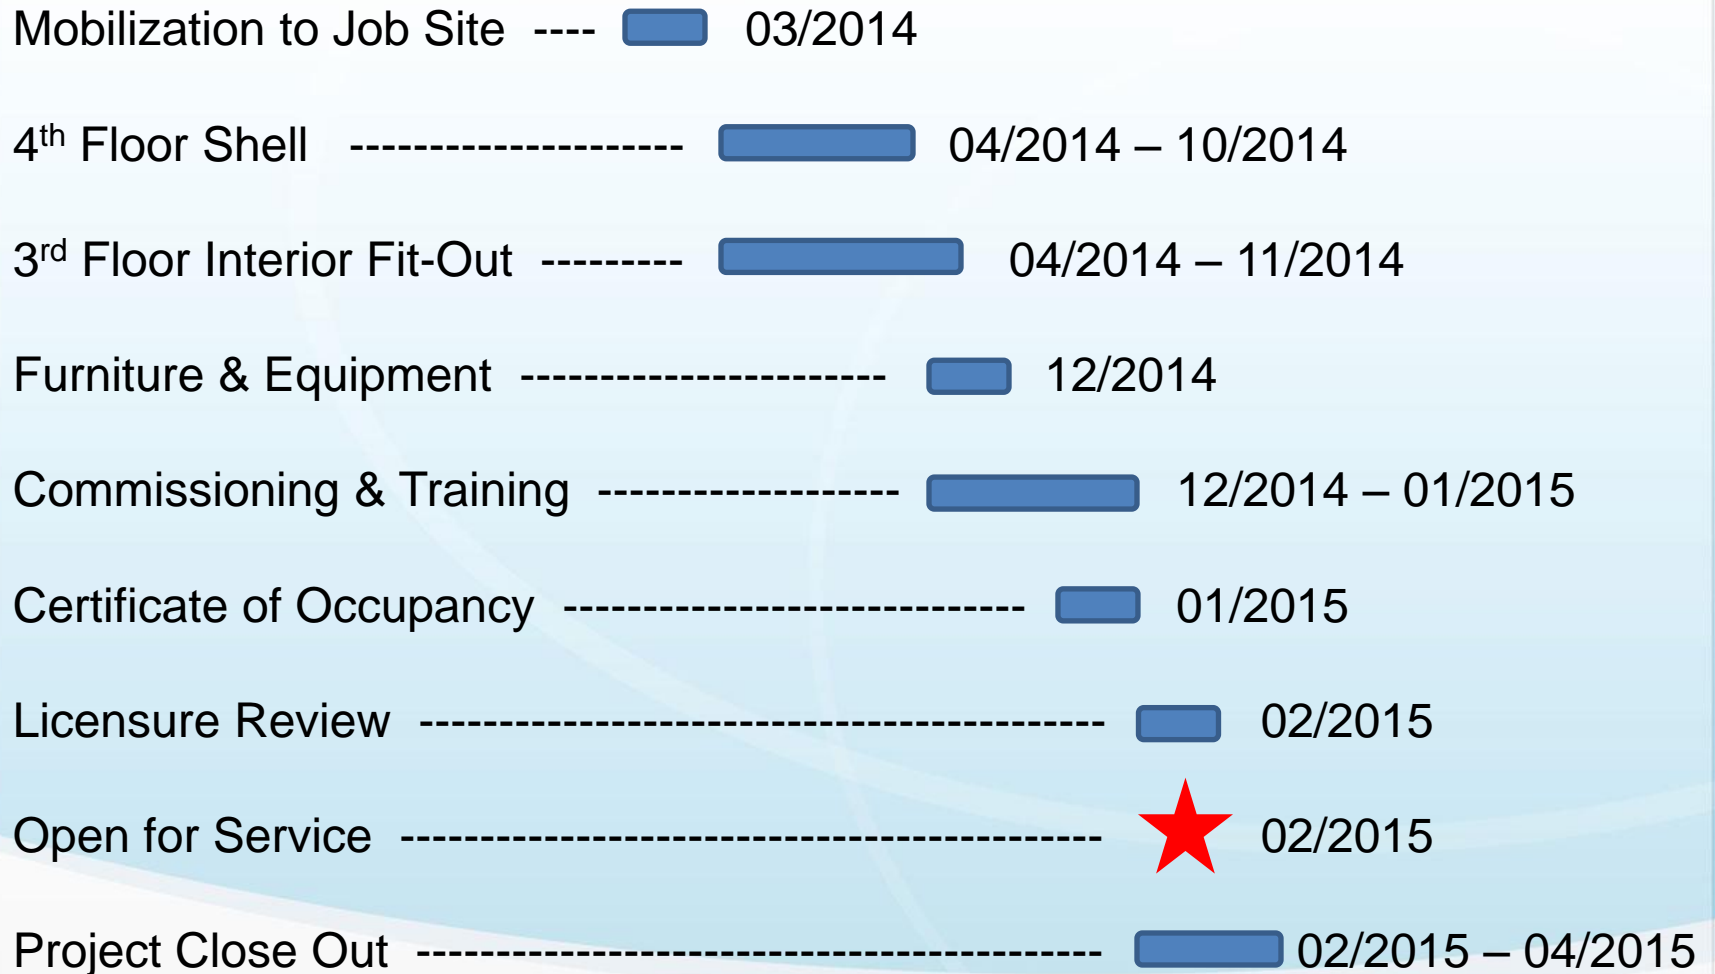 Mobilization to Job Site ---- 03/2014
4th Floor Shell --------------------- 04/2014 – 10/2014
3rd Floor Interior Fit-Out --------- 04/2014 – 11/2014
Furniture & Equipment ----------------------- 12/2014
Commissioning & Training ------------------- 12/2014 – 01/2015
Certificate of Occupancy ----------------------------- 01/2015
Licensure Review ------------------------------------------- 02/2015
Open for Service -------------------------------------------- 02/2015
Project Close Out ------------------------------------------- 02/2015 – 04/2015